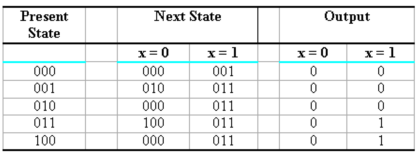 Present State Next State Output
x = 0 x = 1 x = 0 x = 1
000 000 001 0 0
001 010 011 0 0
010 000 011 0 0
011 100 011 0 1
100 000 011 0 1